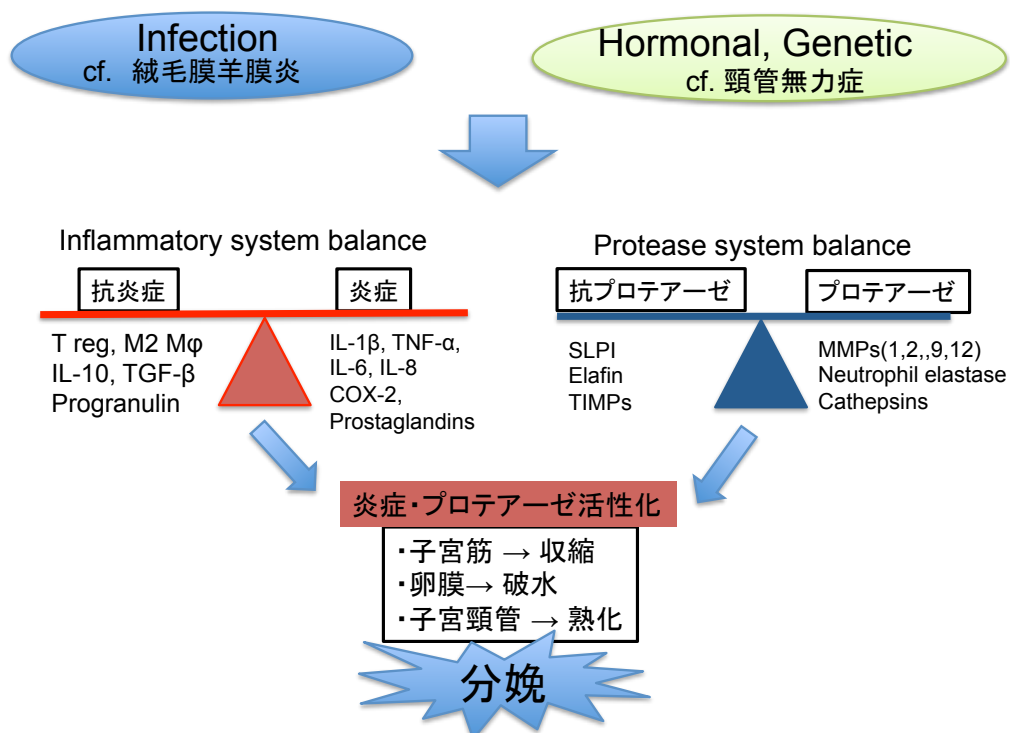 Infection
cf. 絨毛膜羊膜炎
Hormonal, Genetic
cf. 頸管無力症
Inflammatory system balance
抗炎症
炎症
T reg, M2 Mφ
IL-10, TGF-β
Progranulin
IL-1β, TNF-α,
IL-6, IL-8
COX-2,
Prostaglandins
Protease system balance
抗プロテアーゼ
プロテアーゼ
SLPI
Elafin
TIMPs
MMPs(1,2,,9,12)
Neutrophil elastase
Cathepsins
炎症・プロテアーゼ活性化
・子宮筋 → 収縮
・卵膜→ 破水
・子宮頸管 → 熟化
分娩